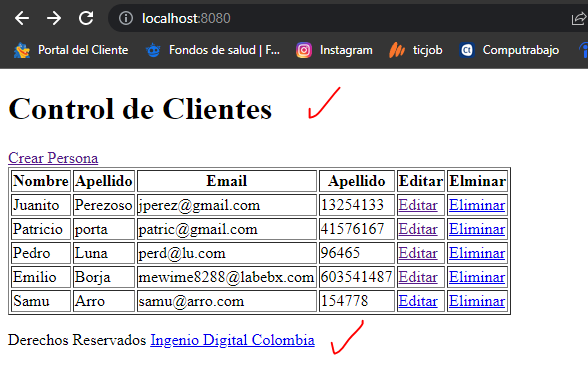 localhost:8080
Portal del Cliente Fondos de salud | F... Instagram ticjob Ct Computrabajo
Control de Clientes
Crear Persona
Nombre Apellido Email Apellido Editar Elminar
Juanito Perezoso jperez@gmail.com 13254133 Editar Eliminar
Patricio porta patric@gmail.com 41576167 Editar Eliminar
Pedro Luna perd@lu.com 96465 Editar Eliminar
Emilio Borja mewime8288@labebx.com 603541487 Editar Eliminar
Samu Arro samu@arro.com 154778 Editar Eliminar
Derechos Reservados Ingenio Digital Colombia